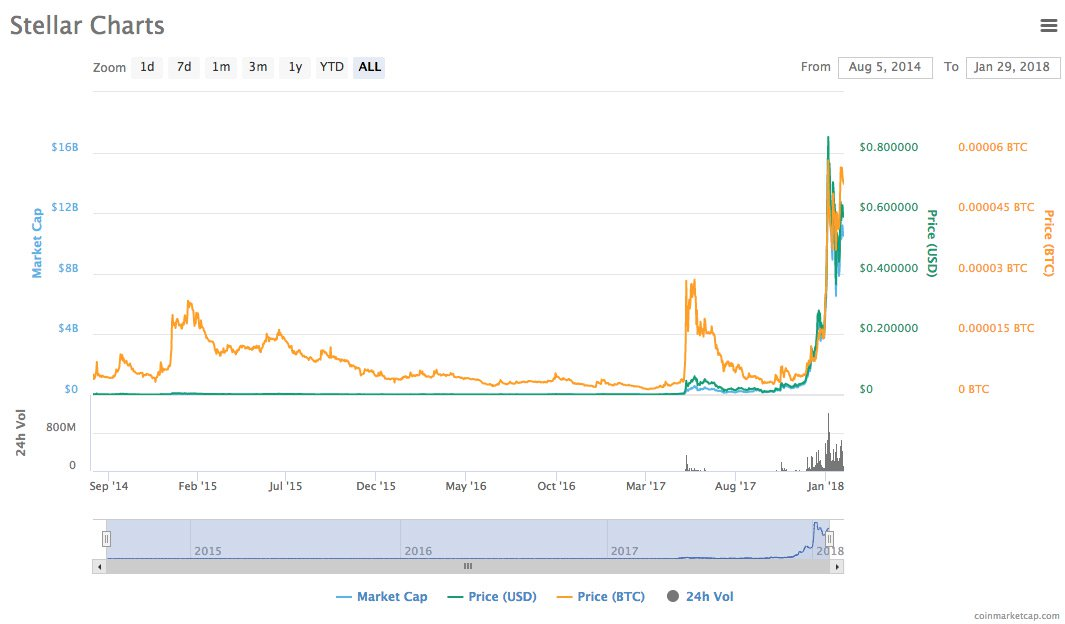 Stellar Charts
Zoom 1d 7d 1m 3m 1y YTD ALL From Aug 5, 2014 To Jan 29, 2018
$16B $0.800000 0.00006 BTC
$12B $0.600000 0.000045 BTC
Market Cap Price (USD) Price (BTC)
$8B $0.400000 0.00003 BTC
$4B $0.200000 0.000015 BTC
$0 $0 0 BTC
24h Vol
800M
0
Sep '14 Feb '15 Jul '15 Dec '15 May '16 Oct '16 Mar '17 Aug '17 Jan '18
2015 2016 2017 2018
Market Cap Price (USD) Price (BTC) 24h Vol
coinmarketcap.com